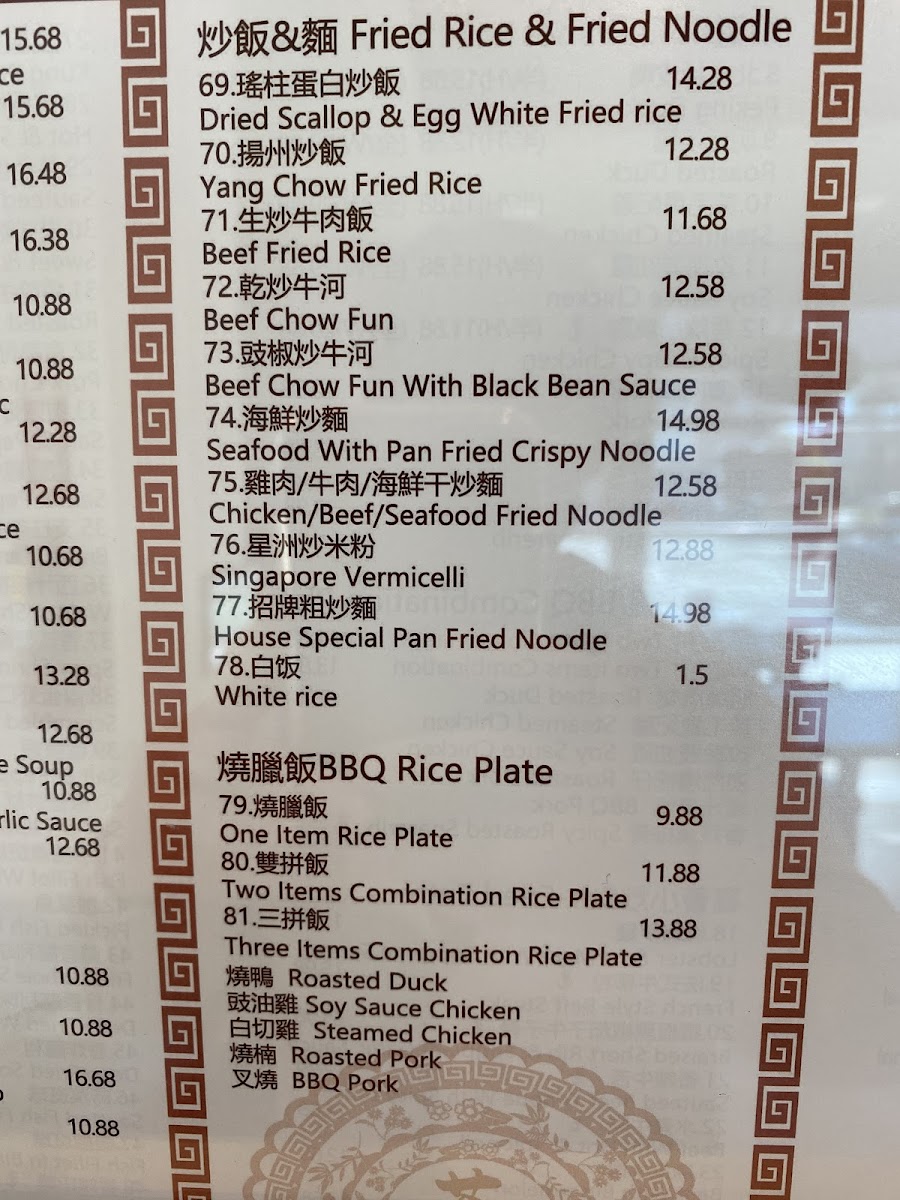 15.68
ce
15.68
16.48
16.38
10.88
10.88
c
12.28
12.68
ce
10.68
10.68
13.28
12.68
e Soup
10.88
rlic Sauce
12.68
10.88
10.88
16.68
10.88
炒飯&麵 Fried Rice & Fried Noodle
69.瑤柱蛋白炒飯 14.28
Dried Scallop & Egg White Fried rice
70.揚州炒飯 12.28
Yang Chow Fried Rice
71.生炒牛肉飯 11.68
Beef Fried Rice
72.乾炒牛河 12.58
Beef Chow Fun
73.豉椒炒牛河 12.58
Beef Chow Fun With Black Bean Sauce
74.海鮮炒麵 14.98
Seafood With Pan Fried Crispy Noodle
75.雞肉/牛肉/海鮮干炒麵 12.58
Chicken/Beef/Seafood Fried Noodle
76.星洲炒米粉 12.88
Singapore Vermicelli
77.招牌粗炒麵 14.98
House Special Pan Fried Noodle
78.白饭 1.5
White rice
燒臘飯BBQ Rice Plate
79.燒臘飯 9.88
One Item Rice Plate
80.雙拼飯 11.88
Two Items Combination Rice Plate
81.三拼飯 13.88
Three Items Combination Rice Plate
燒鴨 Roasted Duck
豉油雞 Soy Sauce Chicken
白切雞 Steamed Chicken
燒楠 Roasted Pork
叉燒 BBQ Pork